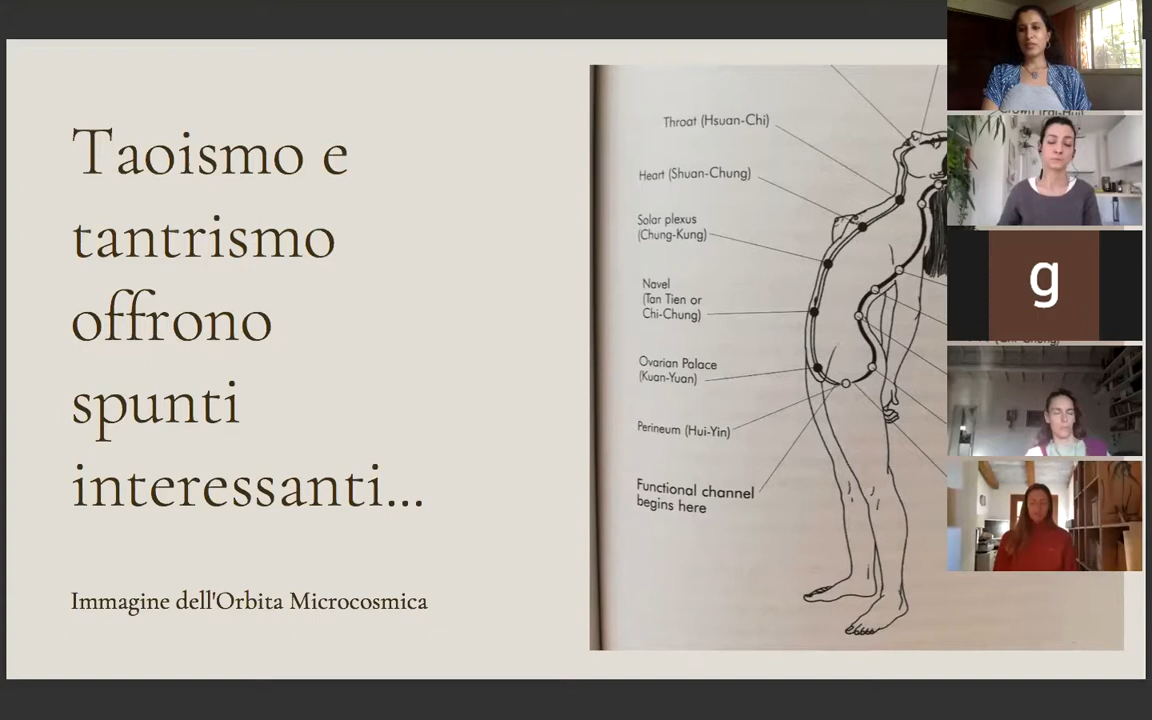 Taoismo e
tantrismo
offrono
spunti
interessanti...
Immagine dell'Orbita Microcosmica
Throat (Hsuan-Chi)
Heart (Shuan-Chung)
Solar plexus
(Chung-Kung)
Navel
(Tan Tien or
Chi-Chung)
Ovarian Palace
(Kuan-Yuan)
Perineum (Hui-Yin)
Functional channel
begins here
g